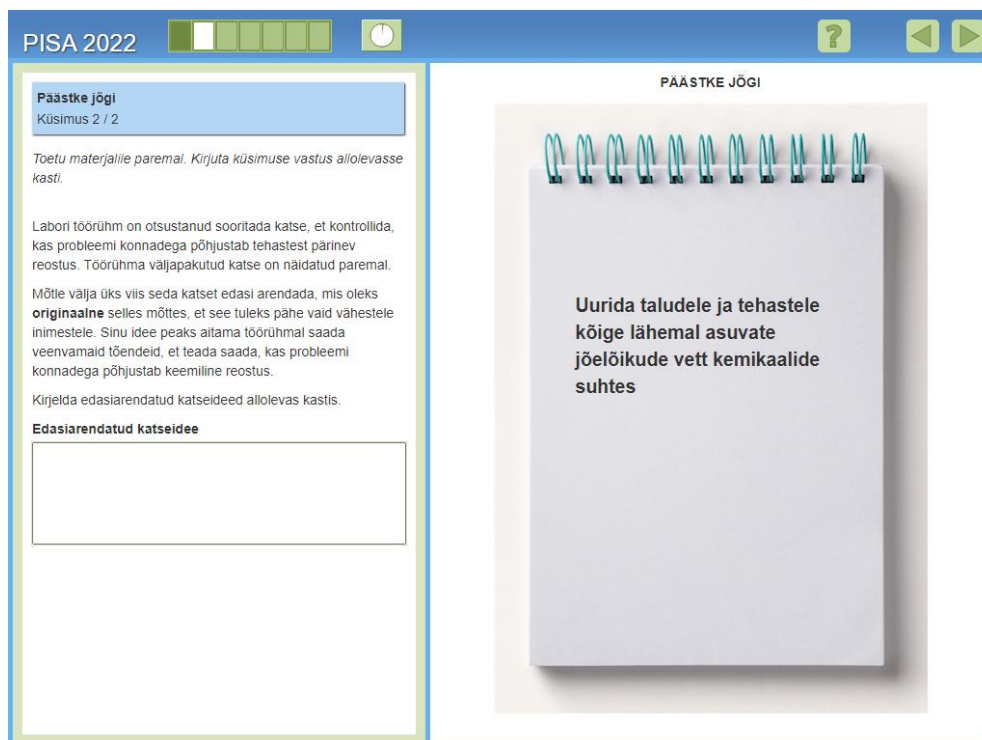 PISA 2022
?
Päästke jõgi
Küsimus 2 / 2
Toetu materjalile paremal. Kirjuta küsimuse vastus allolevasse
kasti.
Labori töörühm on otsustanud sooritada katse, et kontrollida,
kas probleemi konnadega põhjustab tehastest pärinev
reostus. Töörühma väljapakutud katse on näidatud paremal.
Mõtle välja üks viis seda katset edasi arendada, mis oleks
originaalne selles mõttes, et see tuleks pähe vaid vähestele
inimestele. Sinu idee peaks aitama töörühmal saada
veenvamaid tõendeid, et teada saada, kas probleemi
konnadega põhjustab keemiline reostus.
Kirjelda edasiarendatud katseideed allolevas kastis.
Edasiarendatud katseidee
PÄÄSTKE JÕGI
Uurida taludele ja tehastele
kõige lähemal asuvate
jõelõikude vett kemikaalide
suhtes